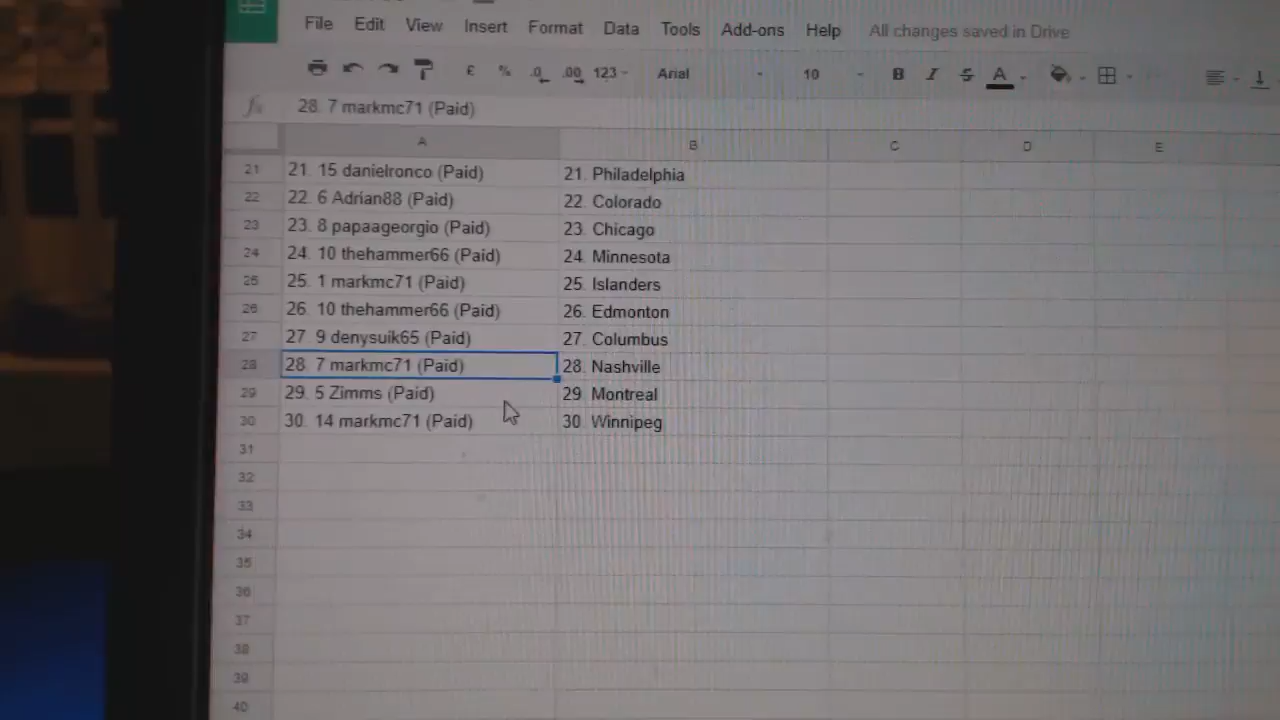 File Edit View Insert Format Data Tools Add-ons Help All changes saved in Drive
£ % .0 .00 123 Arial 10 B I S A
fx 28. 7 markmc71 (Paid)
A B C D E
21 21. 15 danielronco (Paid) 21. Philadelphia
22 22. 6 Adrian88 (Paid) 22. Colorado
23 23. 8 papaageorgio (Paid) 23. Chicago
24 24. 10 thehammer66 (Paid) 24. Minnesota
25 25. 1 markmc71 (Paid) 25. Islanders
26 26. 10 thehammer66 (Paid) 26. Edmonton
27 27. 9 denysuik65 (Paid) 27. Columbus
28 28. 7 markmc71 (Paid) 28. Nashville
29 29. 5 Zimms (Paid) 29. Montreal
30 30. 14 markmc71 (Paid) 30. Winnipeg
31
32
33
34
35
36
37
38
39
40